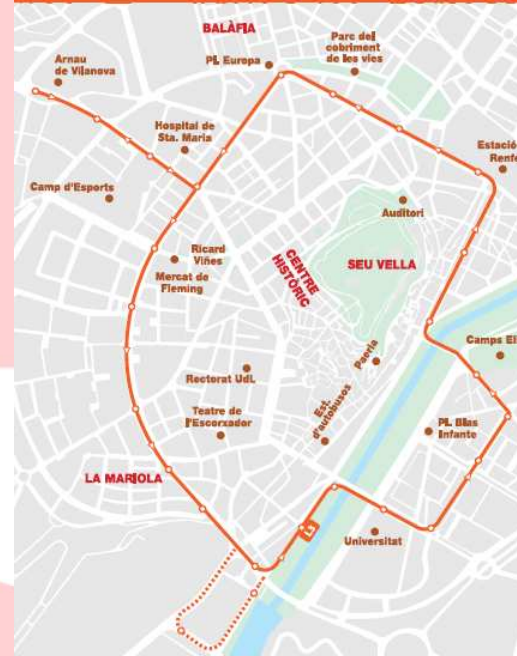 BALÀFIA
Arnau
de Vilanova
Pl. Europa
Parc del
cobriment
de les vies
Hospital de
Sta. Maria
Estació
Renfe
Camp d'Esports
Auditori
Ricard
Viñes
Mercat de
Fleming
CENTRE
HISTÒRIC
SEU VELLA
Camps El
Paeria
Rectorat UdL
Teatre de
l'Escorxador
Est.
d'autobusos
Pl. Blas
Infante
LA MARIOLA
Universitat